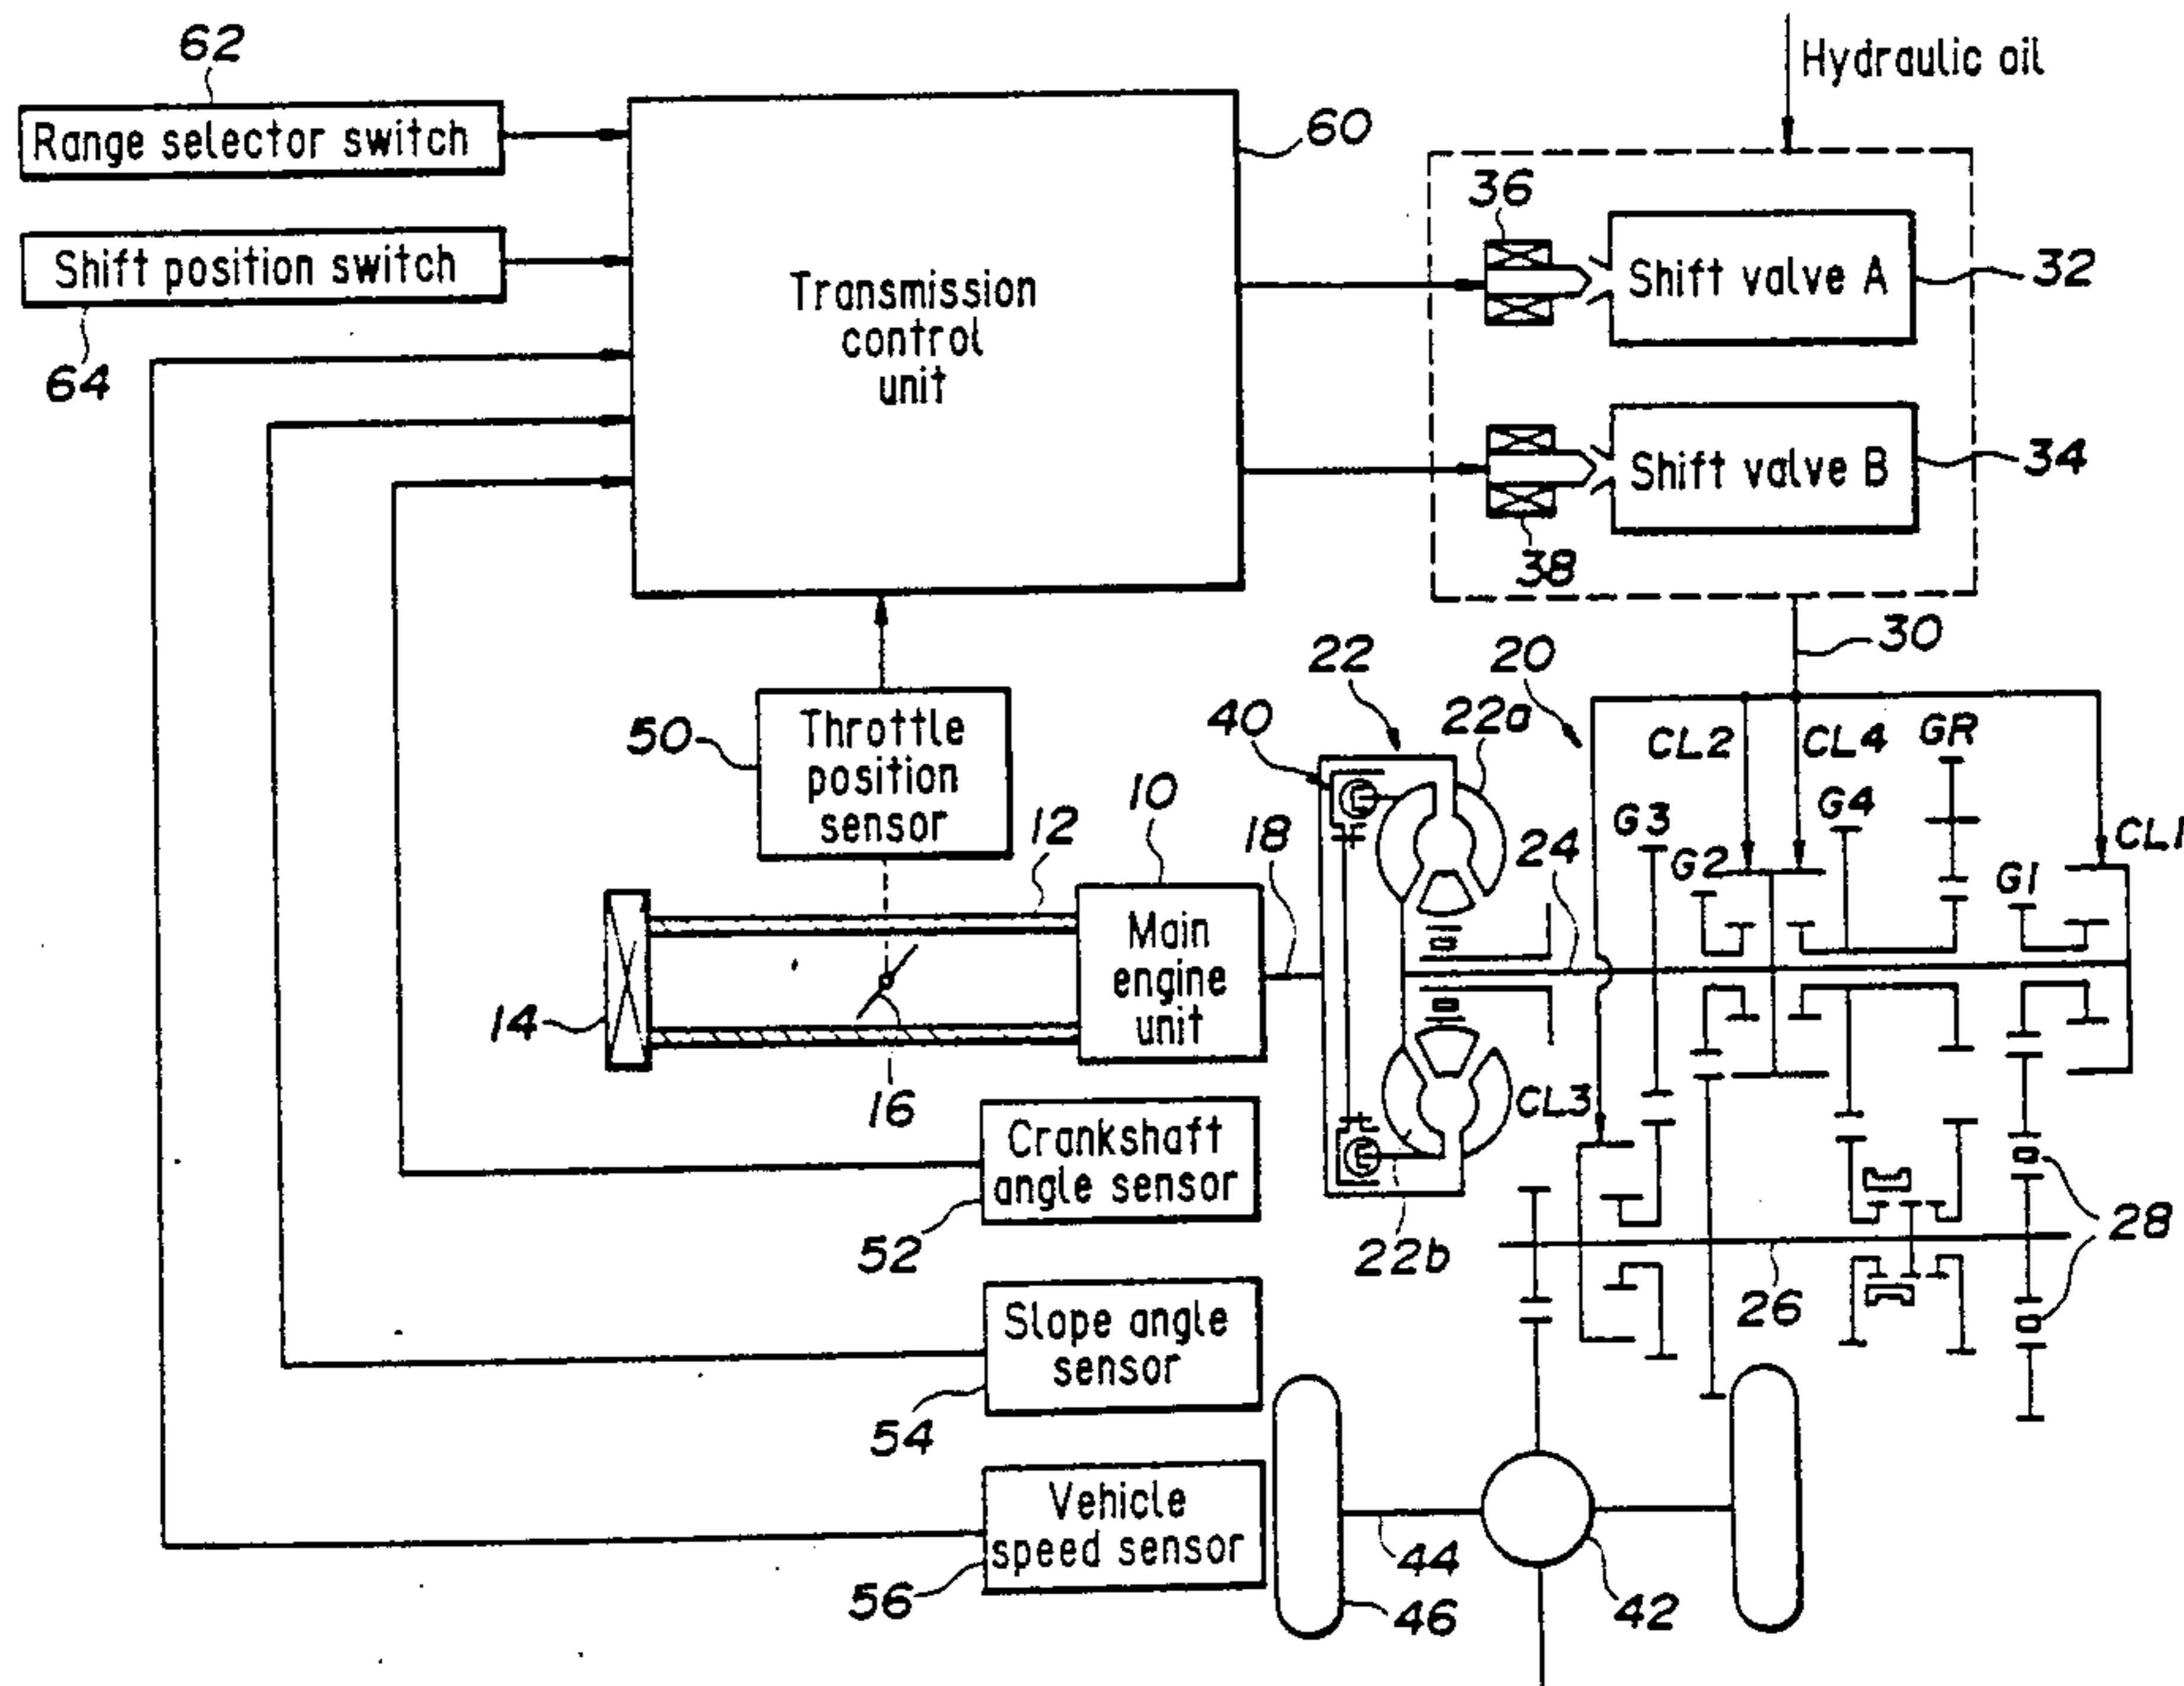 62
Range selector switch
Shift position switch
64
Transmission
control
unit
60
Hydraulic oil
36
Shift valve A
32
Shift valve B
34
38
30
50
Throttle
position
sensor
12
10
14
16
Main
engine
unit
18
22
40
22a
20
CL2
CL4
GR
G3
G4
24
G2
G1
CL1
CL3
22b
28
26
Crankshaft
angle sensor
52
Slope angle
sensor
54
Vehicle
speed sensor
56
44
46
42